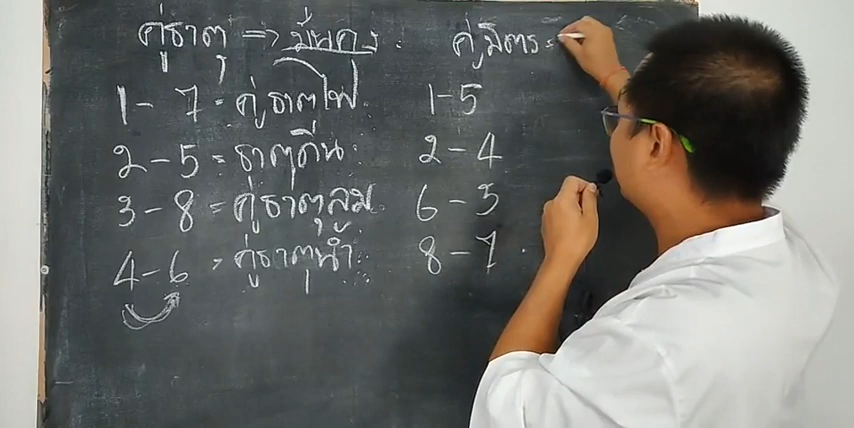 คู่ธาตุ => มั่นคง : คู่มิตร =
1 - 7 = คู่ธาตุไฟ 1-5
2 - 5 = ธาตุดิน 2 - 4
3 - 8 = คู่ธาตุลม 6 - 3
4 - 6 = คู่ธาตุน้ำ 8 - 7